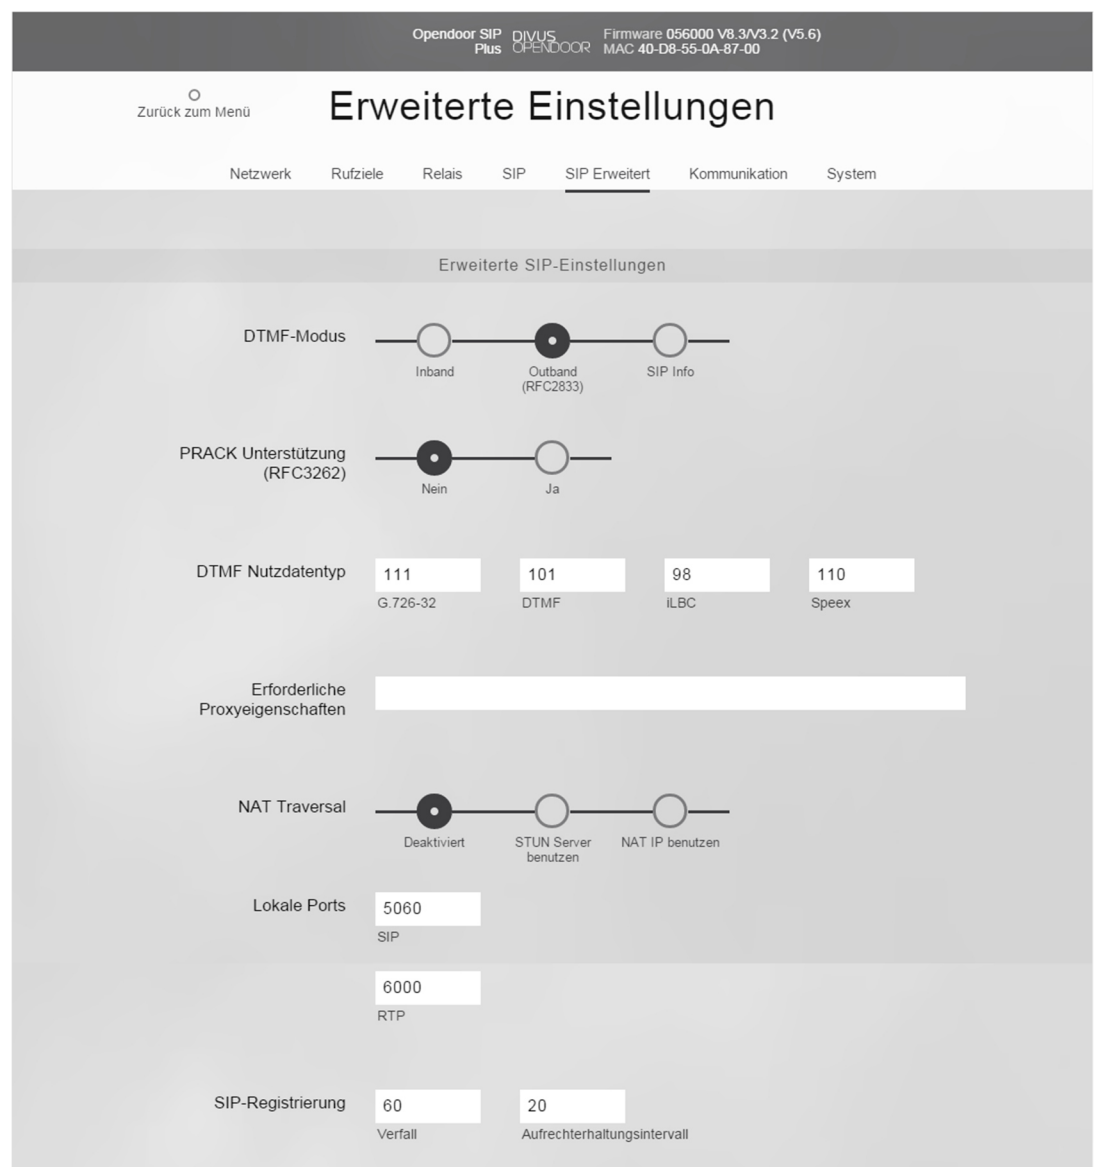 Opendoor SIP
Plus
DIVUS
OPENDOOR
Firmware 056000 V8.3/V3.2 (V5.6)
MAC 40-D8-55-0A-87-00
Zurück zum Menü
Erweiterte Einstellungen
Netzwerk Rufziele Relais SIP SIP Erweitert Kommunikation System
Erweiterte SIP-Einstellungen
DTMF-Modus
Inband Outband SIP Info
(RFC2833)
PRACK Unterstützung
(RFC3262)
Nein Ja
DTMF Nutzdatentyp 111 101 98 110
G.726-32 DTMF iLBC Speex
Erforderliche
Proxyeigenschaften
NAT Traversal
Deaktiviert STUN Server NAT IP benutzen
benutzen
Lokale Ports 5060
SIP
6000
RTP
SIP-Registrierung 60 20
Verfall Aufrechterhaltungsintervall